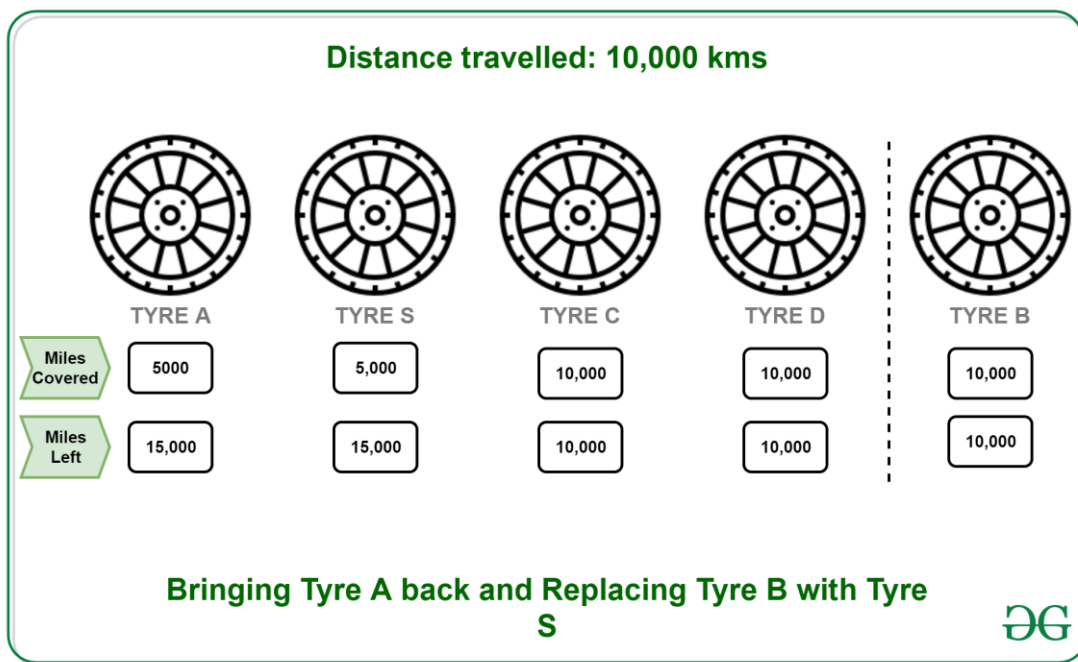 Distance travelled: 10,000 kms
TYRE A TYRE S TYRE C TYRE D TYRE B
Miles Covered 5000 5,000 10,000 10,000 10,000
Miles Left 15,000 15,000 10,000 10,000 10,000
Bringing Tyre A back and Replacing Tyre B with Tyre
S